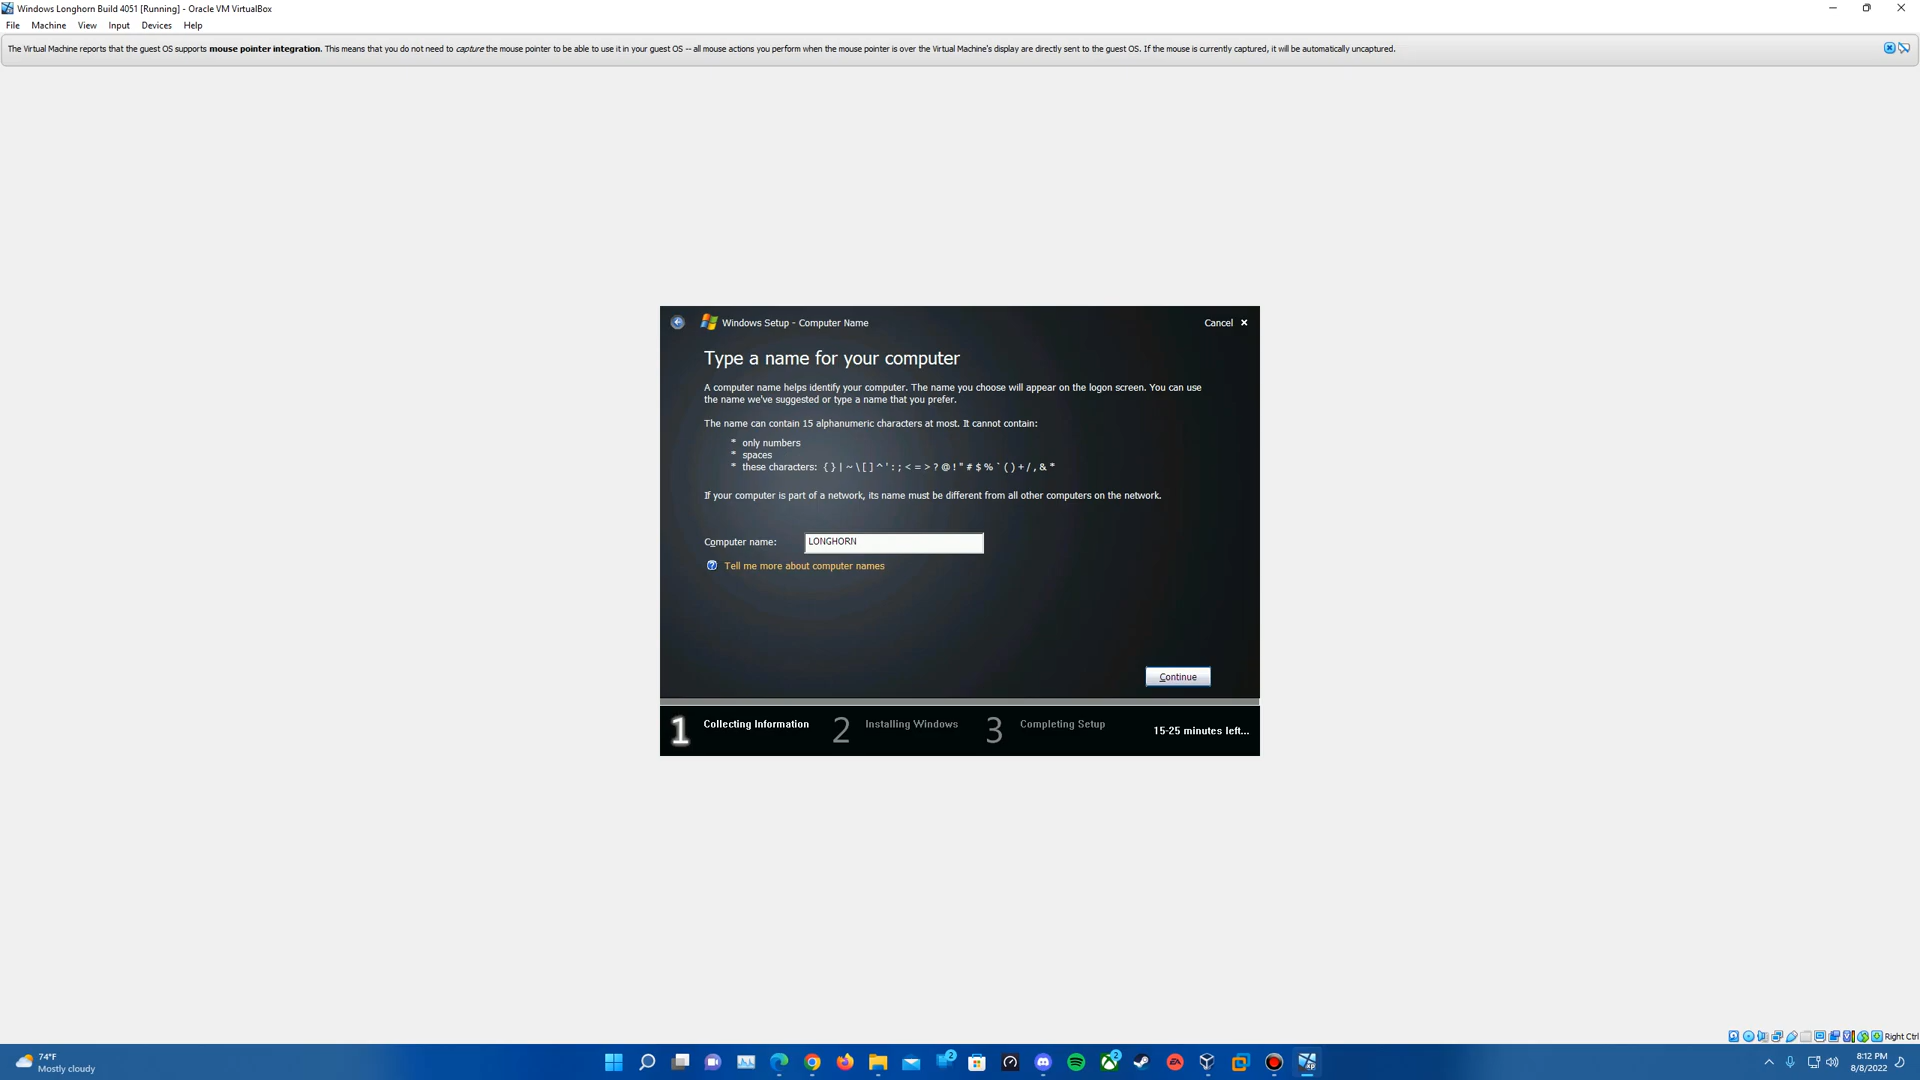 Windows Longhorn Build 4051 [Running] - Oracle VM VirtualBox
File Machine View Input Devices Help
The Virtual Machine reports that the guest OS supports mouse pointer integration. This means that you do not need to capture the mouse pointer to be able to use it in your guest OS -- all mouse actions you perform when the mouse pointer is over the Virtual Machine's display are directly sent to the guest OS. If the mouse is currently captured, it will be automatically uncaptured.
Windows Setup - Computer Name
Cancel
Type a name for your computer
A computer name helps identify your computer. The name you choose will appear on the logon screen. You can use
the name we've suggested or type a name that you prefer.
The name can contain 15 alphanumeric characters at most. It cannot contain:
* only numbers
* spaces
* these characters: { } | ~ \ [ ] ^ ' : ; < = > ? @ ! " # $ % ` ( ) + / , & *
If your computer is part of a network, its name must be different from all other computers on the network.
Computer name: LONGHORN
Tell me more about computer names
Continue
1 Collecting Information 2 Installing Windows 3 Completing Setup 15-25 minutes left...
Right Ctrl
74°F
Mostly cloudy
2
2
EA
XP
8:12 PM
8/8/2022